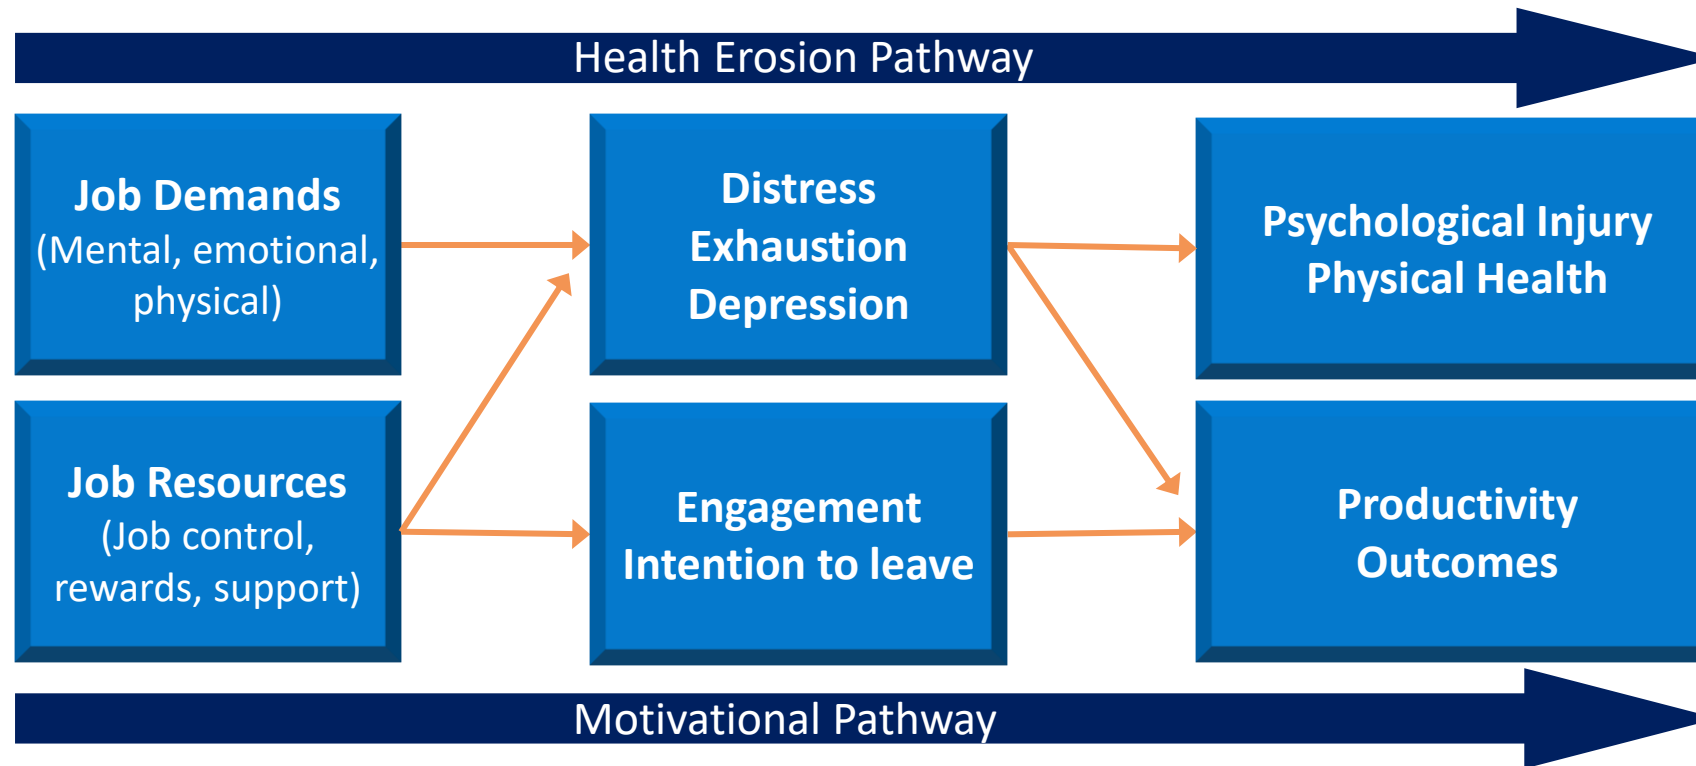 Health Erosion Pathway
Job Demands
(Mental, emotional,
physical)
Distress
Exhaustion
Depression
Psychological Injury
Physical Health
Job Resources
(Job control,
rewards, support)
Engagement
Intention to leave
Productivity
Outcomes
Motivational Pathway